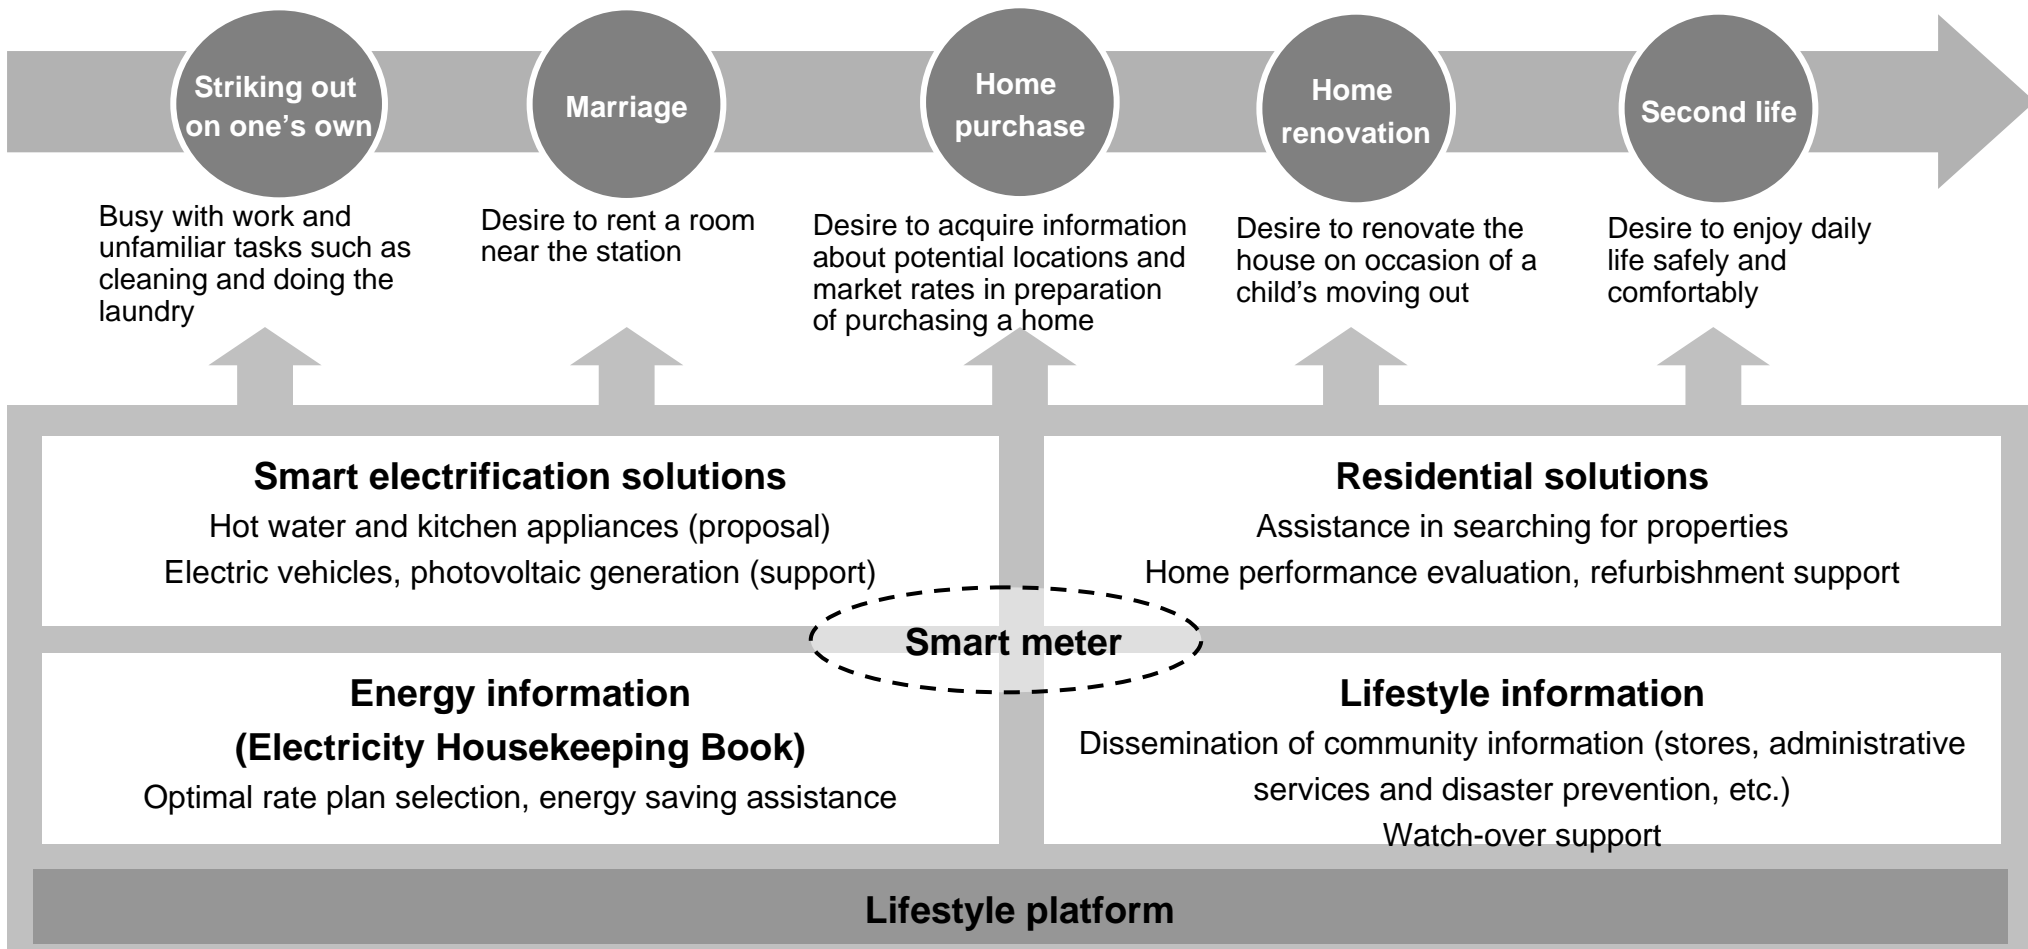 Striking out
on one's own
Marriage
Home
purchase
Home
renovation
Second life
Busy with work and
unfamiliar tasks such as
cleaning and doing the
laundry
Desire to rent a room
near the station
Desire to acquire information
about potential locations and
market rates in preparation
of purchasing a home
Desire to renovate the
house on occasion of a
child's moving out
Desire to enjoy daily
life safely and
comfortably
Smart electrification solutions
Hot water and kitchen appliances (proposal)
Electric vehicles, photovoltaic generation (support)
Residential solutions
Assistance in searching for properties
Home performance evaluation, refurbishment support
Smart meter
Energy information
(Electricity Housekeeping Book)
Optimal rate plan selection, energy saving assistance
Lifestyle information
Dissemination of community information (stores, administrative
services and disaster prevention, etc.)
Watch-over support
Lifestyle platform